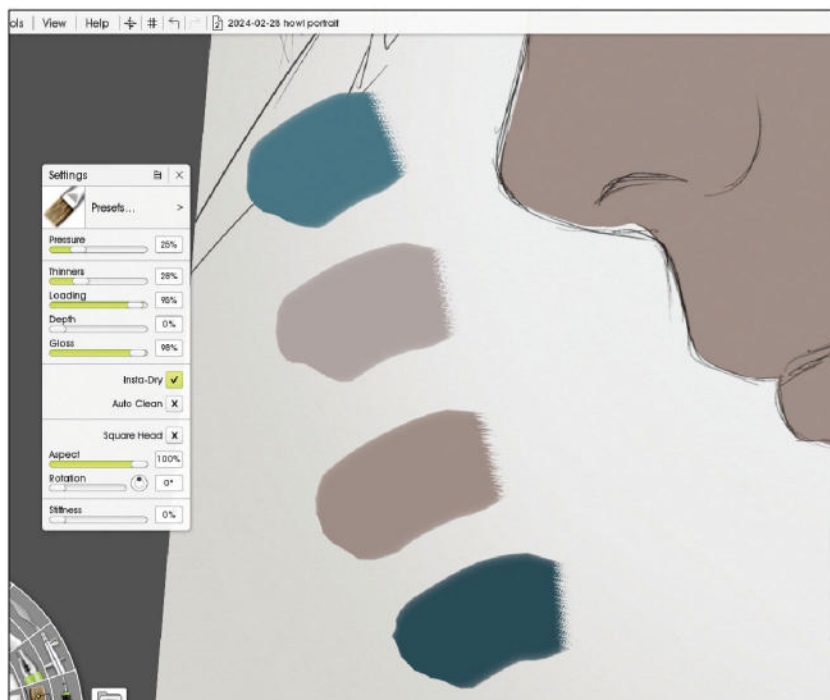 ols | View | Help | # 2024-02-28 howl portrait
Settings
Presets... >
Pressure 25%
Thinners 28%
Loading 95%
Depth 0%
Gloss 98%
Insta-Dry
Auto Clean X
Square Head X
Aspect 100%
Rotation 0°
Stiffness 0%